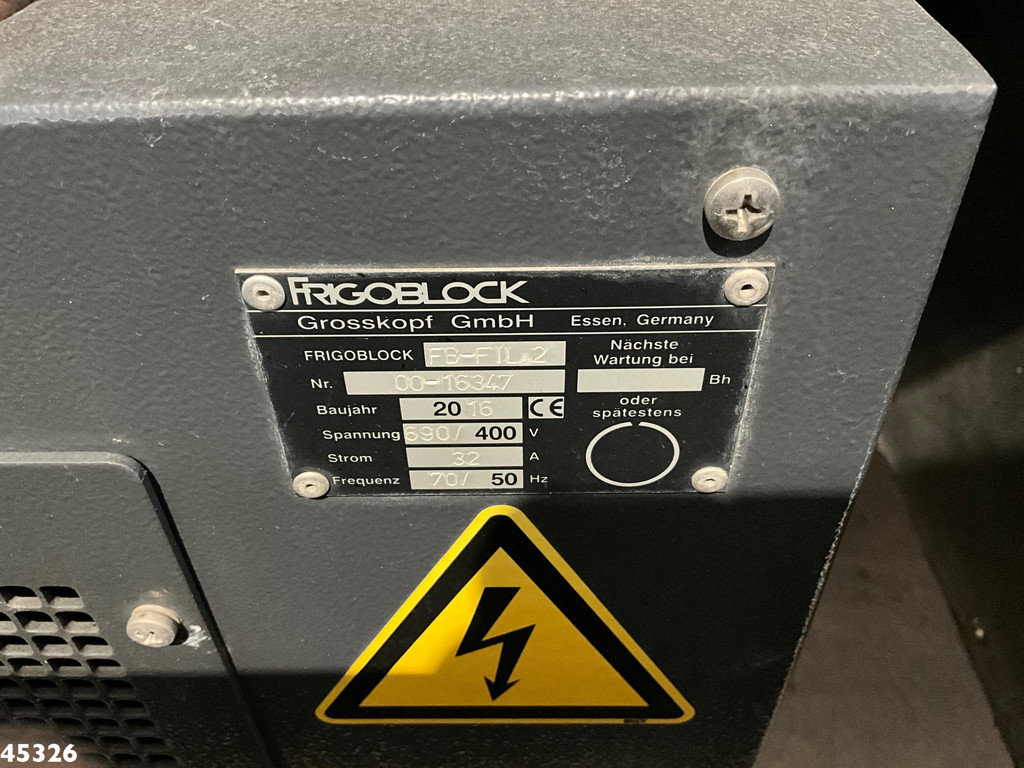 FRIGOBLOCK
Grosskopf GmbH Essen, Germany
FRIGOBLOCK FB-FIL 2
Nr. 00-16347
Baujahr 2016 CE
Spannung 690/ 400 V
Strom 32 A
Frequenz 70/ 50 Hz
Nächste
Wartung bei
Bh
oder
spätestens
45326